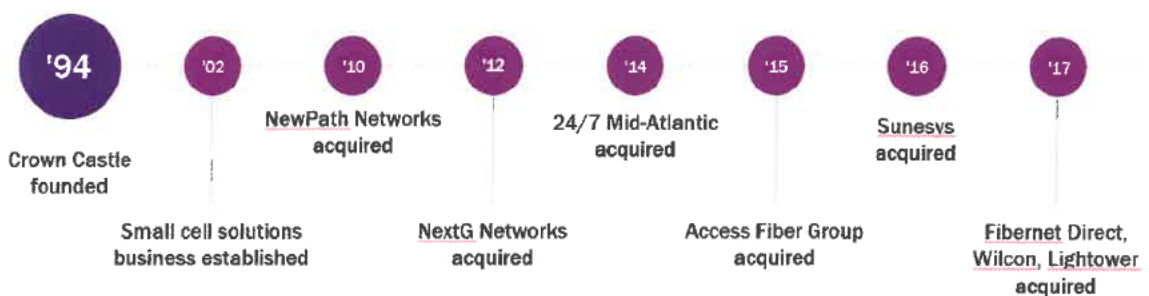 '94
'02
'10
'12
'14
'15
'16
'17
Crown Castle
founded
Small cell solutions
business established
NewPath Networks
acquired
NextG Networks
acquired
24/7 Mid-Atlantic
acquired
Access Fiber Group
acquired
Sunesys
acquired
Fibernet Direct,
Wilcon, Lightower
acquired